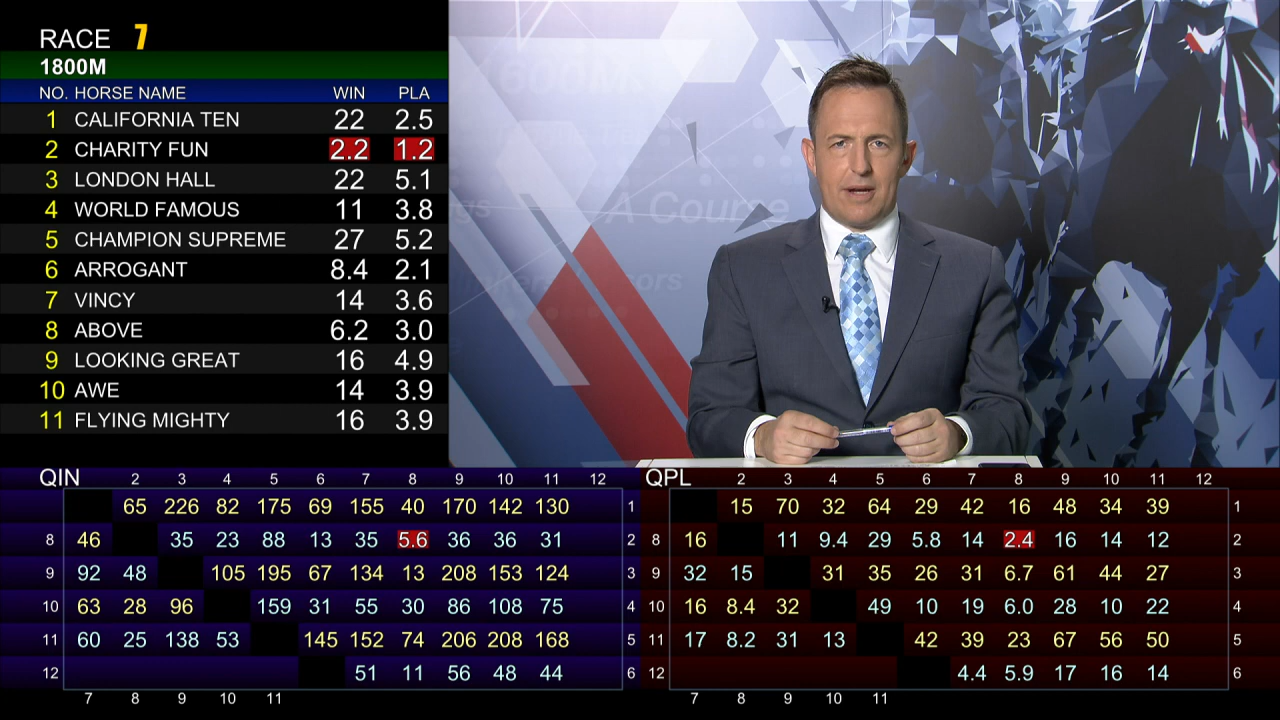 RACE 7
1800M
NO. HORSE NAME WIN PLA
1 CALIFORNIA TEN 22 2.5
2 CHARITY FUN 2.2 1.2
3 LONDON HALL 22 5.1
4 WORLD FAMOUS 11 3.8
5 CHAMPION SUPREME 27 5.2
6 ARROGANT 8.4 2.1
7 VINCY 14 3.6
8 ABOVE 6.2 3.0
9 LOOKING GREAT 16 4.9
10 AWE 14 3.9
11 FLYING MIGHTY 16 3.9
A Course
QIN 2 3 4 5 6 7 8 9 10 11 12
65 226 82 175 69 155 40 170 142 130 1
8 46 35 23 88 13 35 5.6 36 36 31 2
9 92 48 105 195 67 134 13 208 153 124 3
10 63 28 96 159 31 55 30 86 108 75 4
11 60 25 138 53 145 152 74 206 208 168 5
12 51 11 56 48 44 6
7 8 9 10 11
QPL 2 3 4 5 6 7 8 9 10 11 12
15 70 32 64 29 42 16 48 34 39 1
8 16 11 9.4 29 5.8 14 2.4 16 14 12 2
9 32 15 31 35 26 31 6.7 61 44 27 3
10 16 8.4 32 49 10 19 6.0 28 10 22 4
11 17 8.2 31 13 42 39 23 67 56 50 5
12 4.4 5.9 17 16 14 6
7 8 9 10 11